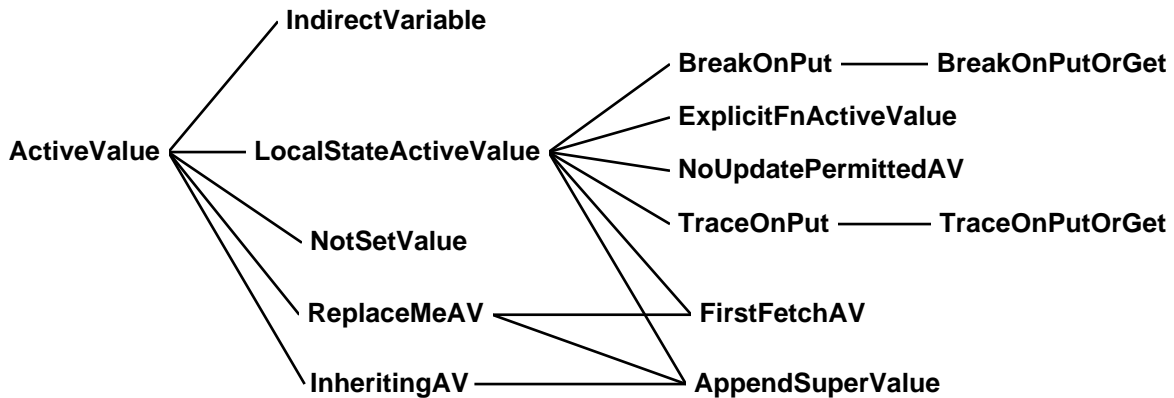 IndirectVariable
BreakOnPut BreakOnPutOrGet
ExplicitFnActiveValue
ActiveValue LocalStateActiveValue
NoUpdatePermittedAV
TraceOnPut TraceOnPutOrGet
NotSetValue
ReplaceMeAV FirstFetchAV
InheritingAV AppendSuperValue